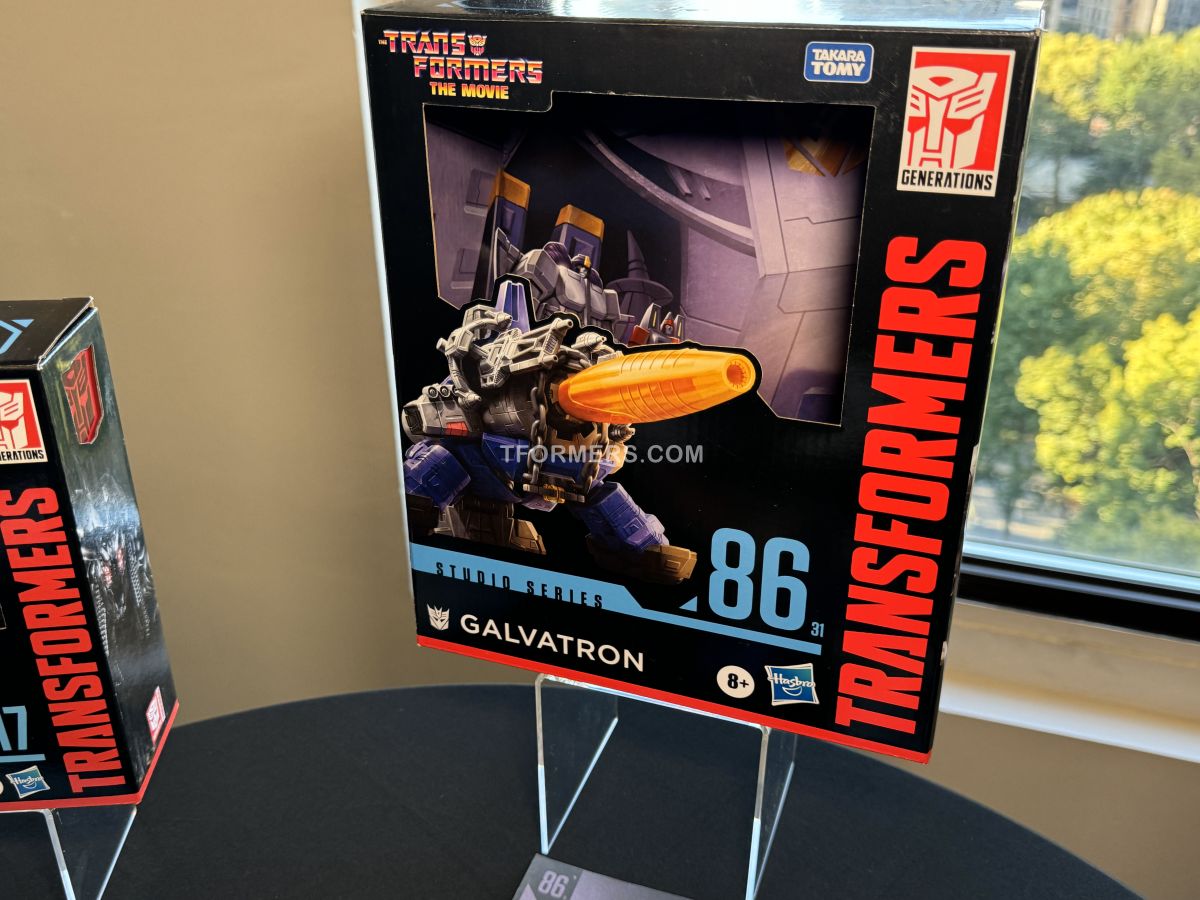 THE
TRANS
FORMERS
THE MOVIE
TAKARA
TOMY
GENERATIONS
TRANSFORMERS
TFORMERS.COM
STUDIO SERIES
86
31
GALVATRON
8+
Hasbro
GENERATIONS
TRANSFORMERS
Hasbro
86